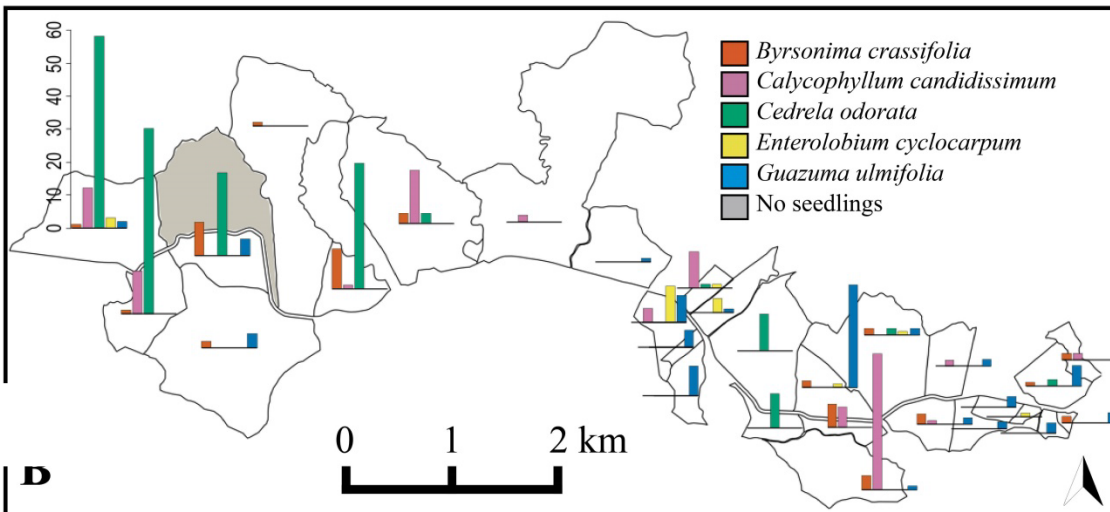 60
50
40
30
20
10
0
Byrsonima crassifolia
Calycophyllum candidissimum
Cedrela odorata
Enterolobium cyclocarpum
Guazuma ulmifolia
No seedlings
0 1 2 km
B